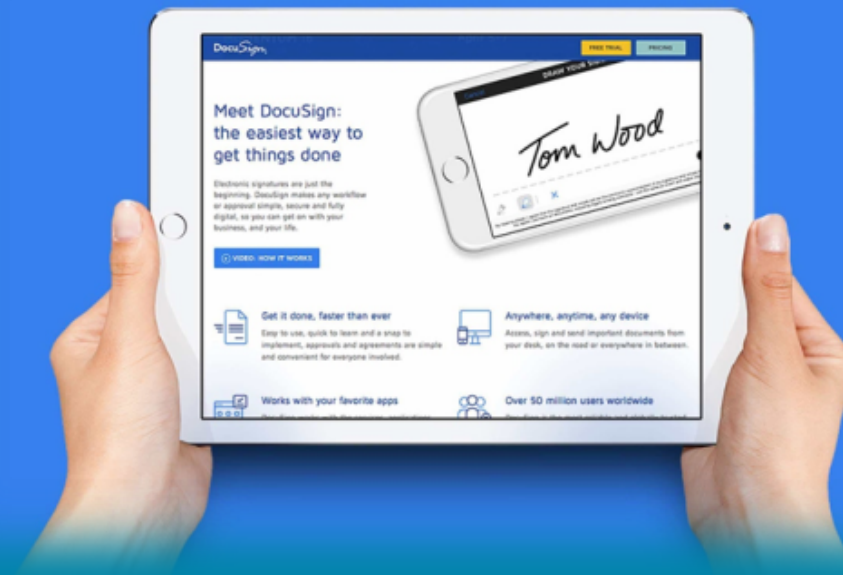 DocuSign
FREE TRIAL
PRICING
Meet DocuSign:
the easiest way to
get things done
Electronic signatures are just the
beginning. DocuSign makes any workflow
or approval simple, secure and fully
digital, so you can get on with your
business, and your life.
VIDEO: HOW IT WORKS
DRAW YOUR
Tom Wood
Get it done, faster than ever
Easy to use, quick to learn and a snap to
implement, approvals and agreements are simple
and convenient for everyone involved.
Anywhere, anytime, any device
Access, sign and send important documents from
your desk, on the road or everywhere in between.
Works with your favorite apps
Over 50 million users worldwide